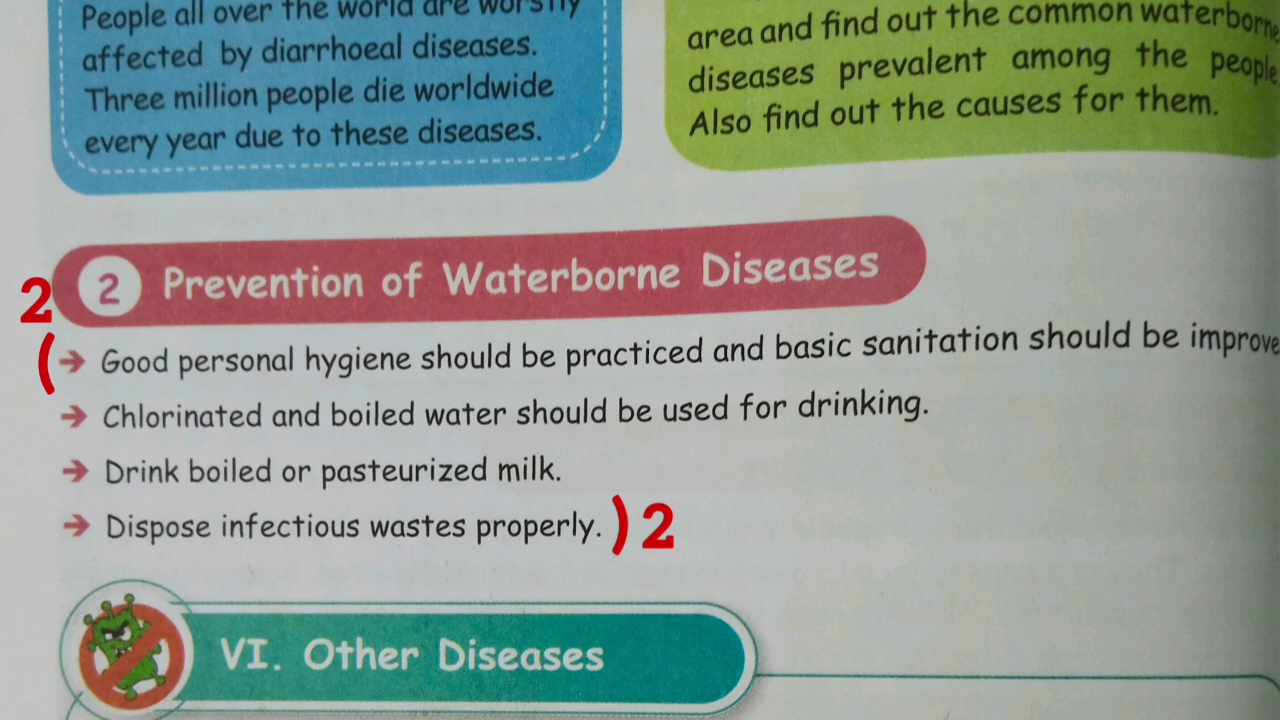 People all over the world are worstly
affected by diarrhoeal diseases.
Three million people die worldwide
every year due to these diseases.
area and find out the common waterborne
diseases prevalent among the people.
Also find out the causes for them.
2 2 Prevention of Waterborne Diseases
( → Good personal hygiene should be practiced and basic sanitation should be improve
→ Chlorinated and boiled water should be used for drinking.
→ Drink boiled or pasteurized milk.
→ Dispose infectious wastes properly. ) 2
VI. Other Diseases